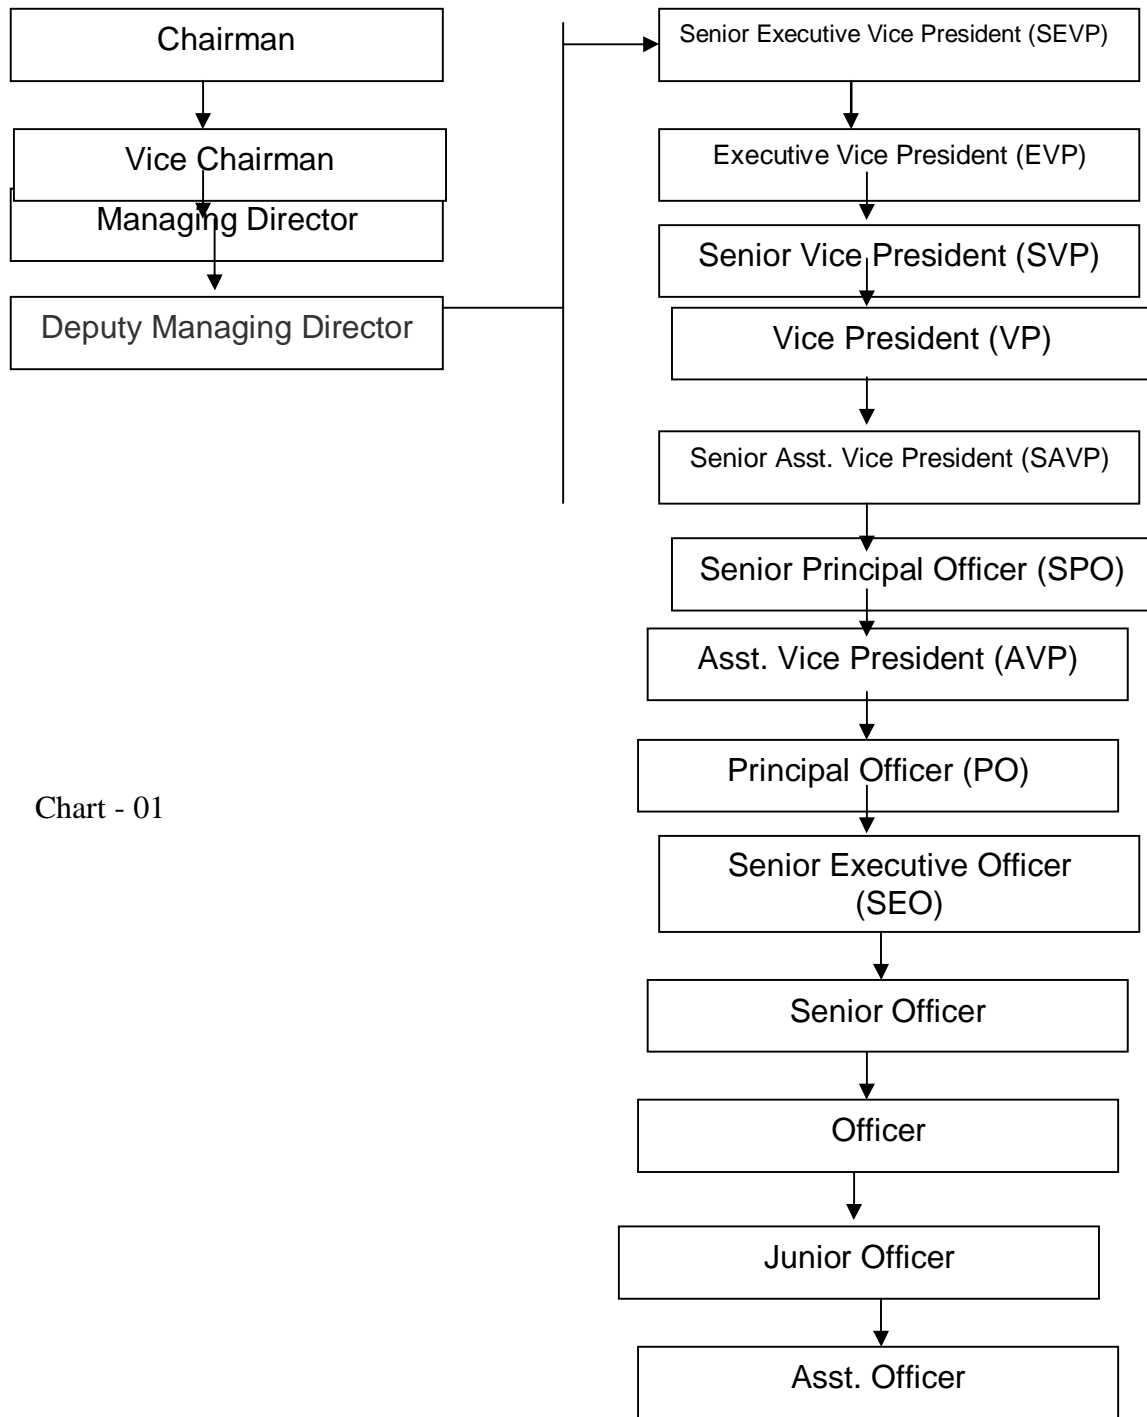 Chairman
Vice Chairman
Managing Director
Deputy Managing Director
Senior Executive Vice President (SEVP)
Executive Vice President (EVP)
Senior Vice President (SVP)
Vice President (VP)
Senior Asst. Vice President (SAVP)
Senior Principal Officer (SPO)
Asst. Vice President (AVP)
Principal Officer (PO)
Chart - 01
Senior Executive Officer
(SEO)
Senior Officer
Officer
Junior Officer
Asst. Officer